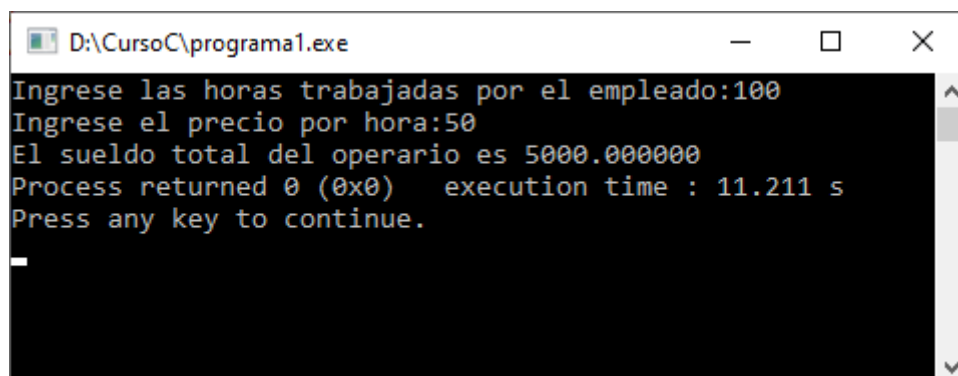 D:\CursoC\programa1.exe
Ingrese las horas trabajadas por el empleado:100
Ingrese el precio por hora:50
El sueldo total del operario es 5000.000000
Process returned 0 (0x0)   execution time : 11.211 s
Press any key to continue.